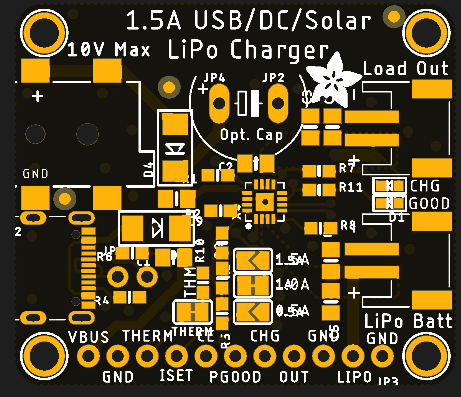 1.5A USB/DC/Solar
LiPo Charger
10V Max
Load Out
JP4
JP2
+
+
GND
Opt. Cap
D4
C2
R7
R11
CHG
GOOD
D1
R8
R10
R6
C1
R4
THM
1.5A
1.0A
0.5A
+
THERM
R3
LiPo Batt
VBUS
THERM
CE
CHG
GND
GND
GND
ISET
PGOOD
OUT
LIPO
JP3